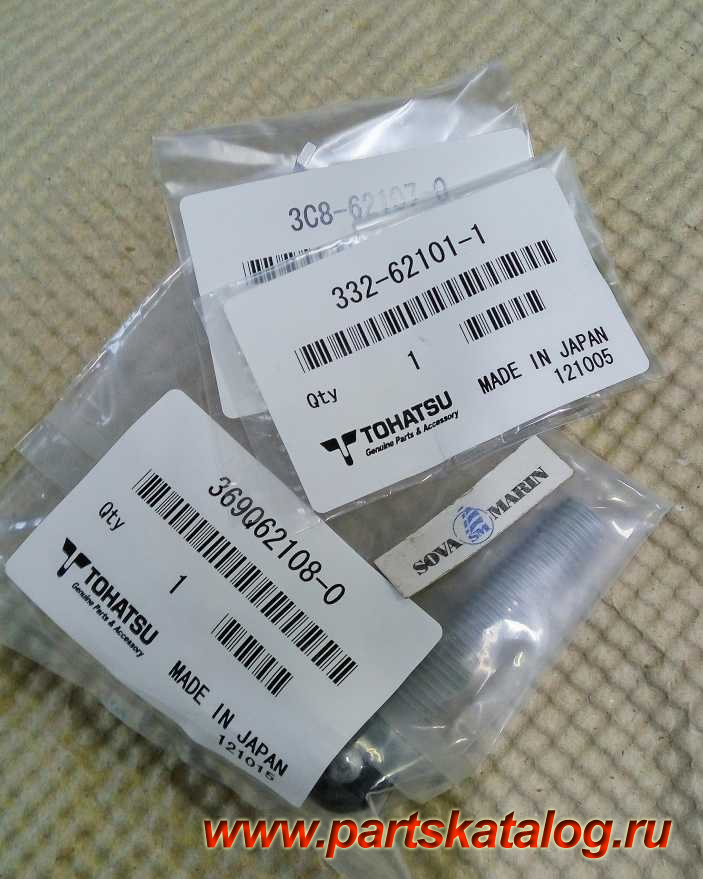 3C8-62107-0
332-62101-1
Qty 1
MADE IN JAPAN
121005
TOHATSU
Genuine Parts & Accessory
SOVA SM MARIN
369Q62108-0
Qty 1
TOHATSU
Genuine Parts & Accessory
MADE IN JAPAN
121015
www.partskatalog.ru